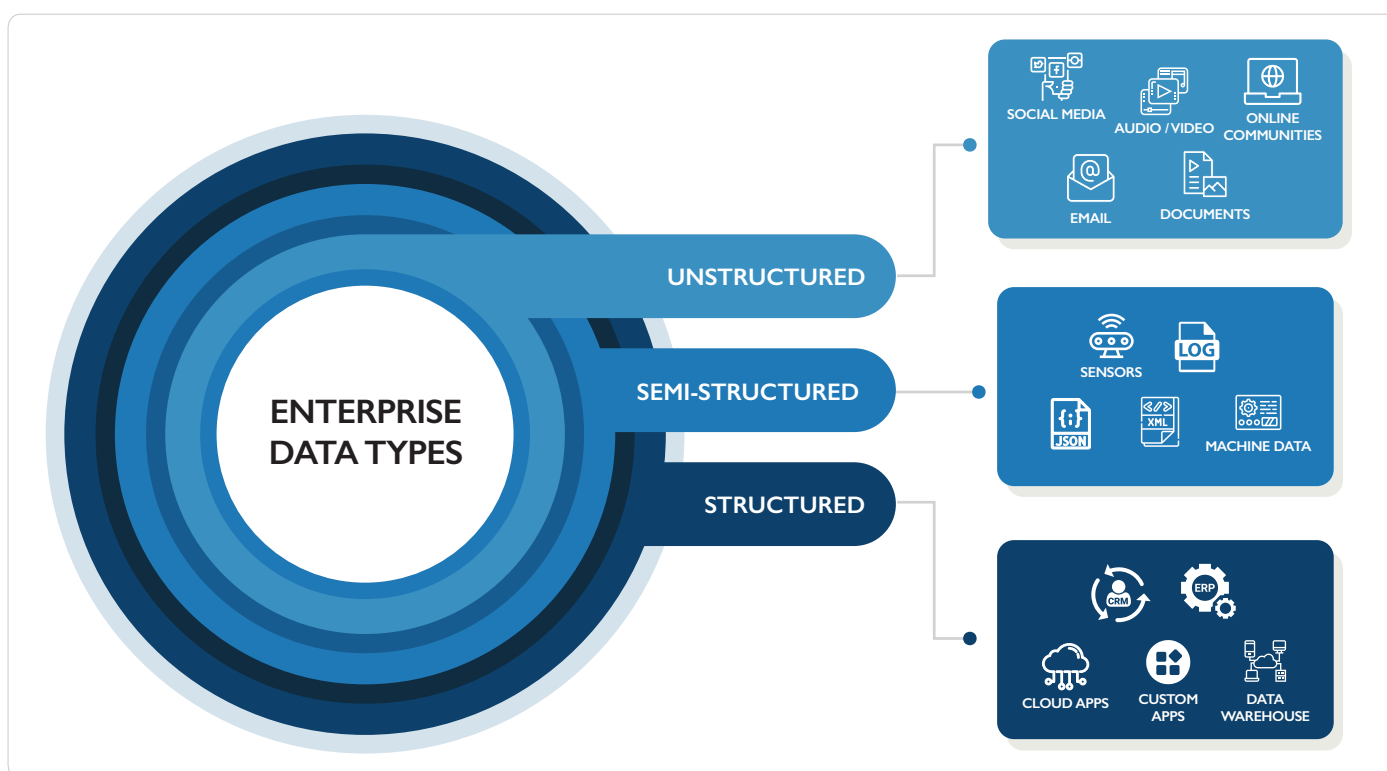 ENTERPRISE
DATA TYPES
UNSTRUCTURED
SEMI-STRUCTURED
STRUCTURED
SOCIAL MEDIA
AUDIO / VIDEO
ONLINE
COMMUNITIES
EMAIL
DOCUMENTS
SENSORS
LOG
{;}
JSON
</>
XML
MACHINE DATA
CRM
ERP
CLOUD APPS
CUSTOM
APPS
DATA
WAREHOUSE